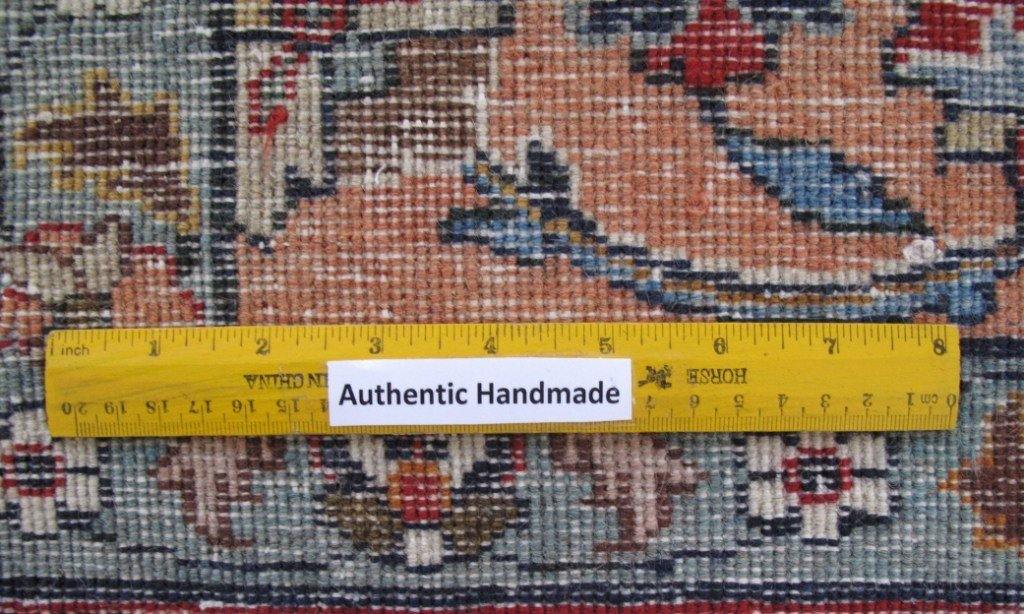 inch 1 2 3 4 5 6 7 8
IN CHINA
HORSE
Authentic Handmade
20 19 18 17 16 15 14
7 6 5 4 3 2 1 0 cm